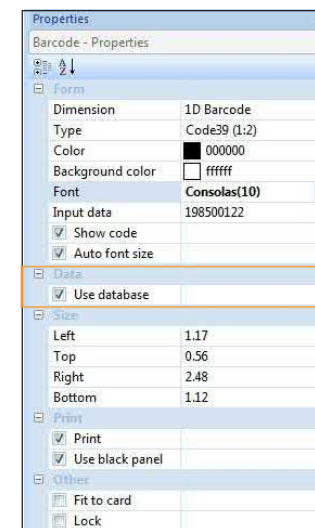 Properties
Barcode - Properties
Form
Dimension 1D Barcode
Type Code39 (1:2)
Color 000000
Background color ffffff
Font Consolas(10)
Input data 198500122
Show code
Auto font size
Data
Use database
Size
Left 1.17
Top 0.56
Right 2.48
Bottom 1.12
Print
Print
Use black panel
Other
Fit to card
Lock